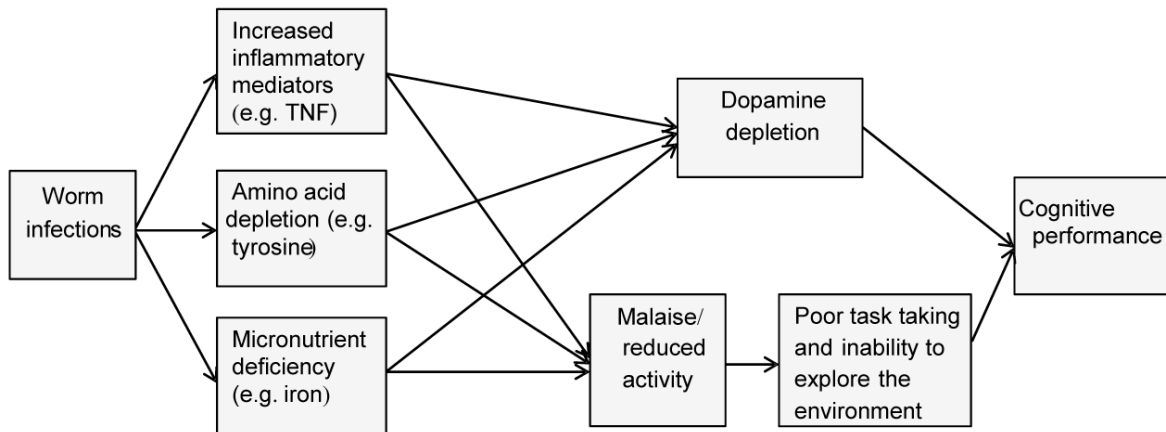 Increased
inflammatory
mediators
(e.g. TNF)
Dopamine
depletion
Worm
infections
Amino acid
depletion (e.g.
tyrosine)
Cognitive
performance
Micronutrient
deficiency
(e.g. iron)
Malaise/
reduced
activity
Poor task taking
and inability to
explore the
environment